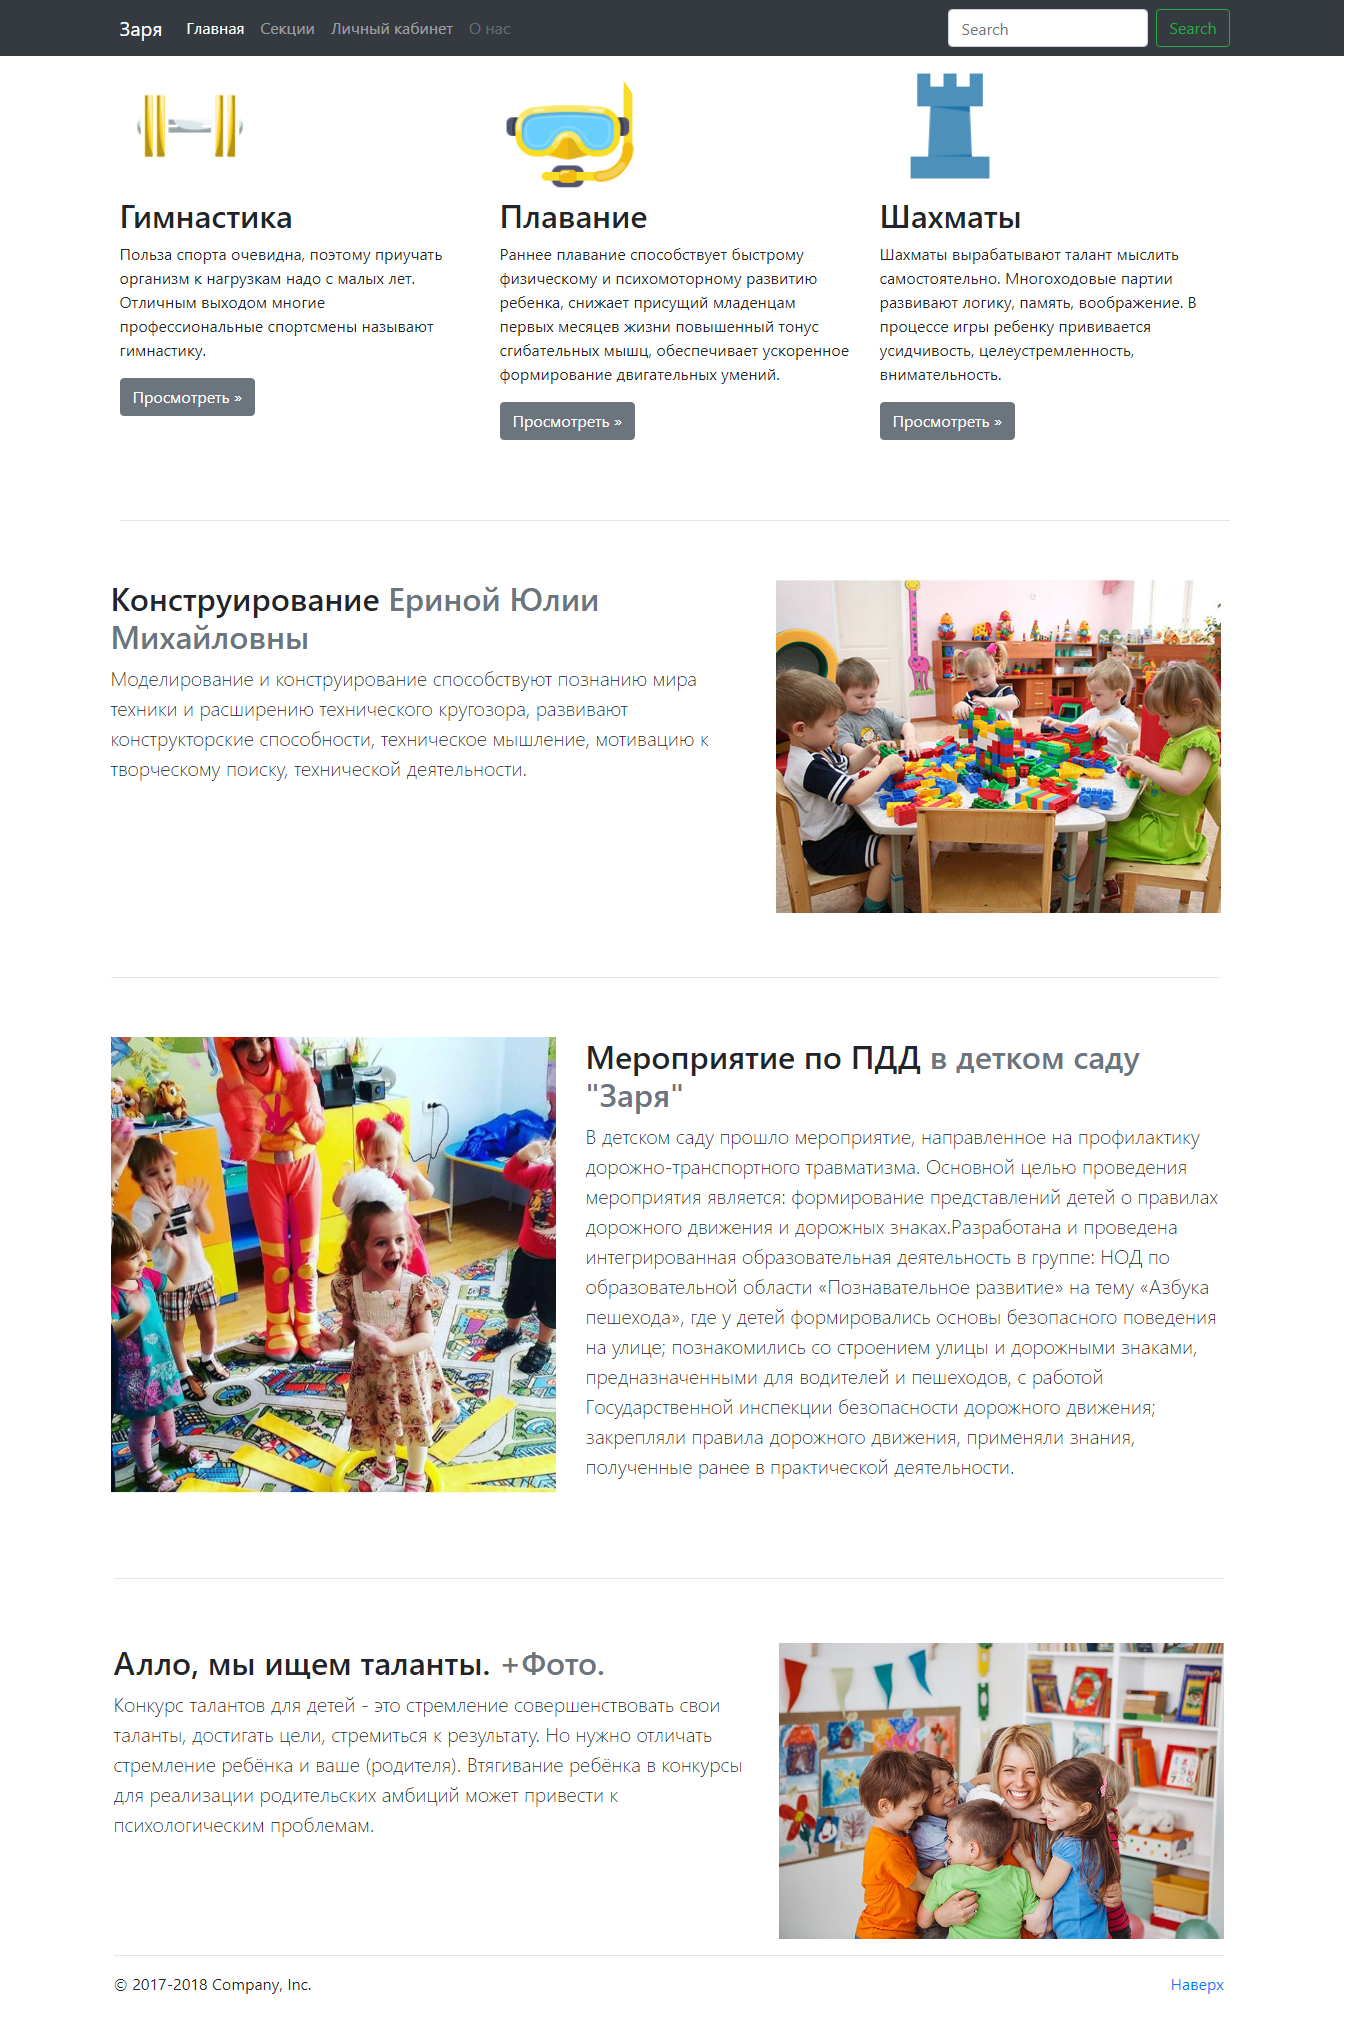 Заря Главная Секции Личный кабинет О нас Search Search
Гимнастика
Польза спорта очевидна, поэтому приучать
организм к нагрузкам надо с малых лет.
Отличным выходом многие
профессиональные спортсмены называют
гимнастику.
Просмотреть »
Плавание
Раннее плавание способствует быстрому
физическому и психомоторному развитию
ребенка, снижает присущий младенцам
первых месяцев жизни повышенный тонус
сгибательных мышц, обеспечивает ускоренное
формирование двигательных умений.
Просмотреть »
Шахматы
Шахматы вырабатывают талант мыслить
самостоятельно. Многоходовые партии
развивают логику, память, воображение. В
процессе игры ребенку прививается
усидчивость, целеустремленность,
внимательность.
Просмотреть »
Конструирование Ериной Юлии
Михайловны
Моделирование и конструирование способствуют познанию мира
техники и расширению технического кругозора, развивают
конструкторские способности, техническое мышление, мотивацию к
творческому поиску, технической деятельности.
Мероприятие по ПДД в детком саду
"Заря"
В детском саду прошло мероприятие, направленное на профилактику
дорожно-транспортного травматизма. Основной целью проведения
мероприятия является: формирование представлений детей о правилах
дорожного движения и дорожных знаках.Разработана и проведена
интегрированная образовательная деятельность в группе: НОД по
образовательной области «Познавательное развитие» на тему «Азбука
пешехода», где у детей формировались основы безопасного поведения
на улице; познакомились со строением улицы и дорожными знаками,
предназначенными для водителей и пешеходов, с работой
Государственной инспекции безопасности дорожного движения;
закрепляли правила дорожного движения, применяли знания,
полученные ранее в практической деятельности.
Алло, мы ищем таланты. +Фото.
Конкурс талантов для детей - это стремление совершенствовать свои
таланты, достигать цели, стремиться к результату. Но нужно отличать
стремление ребёнка и ваше (родителя). Втягивание ребёнка в конкурсы
для реализации родительских амбиций может привести к
психологическим проблемам.
© 2017-2018 Company, Inc.
Наверх